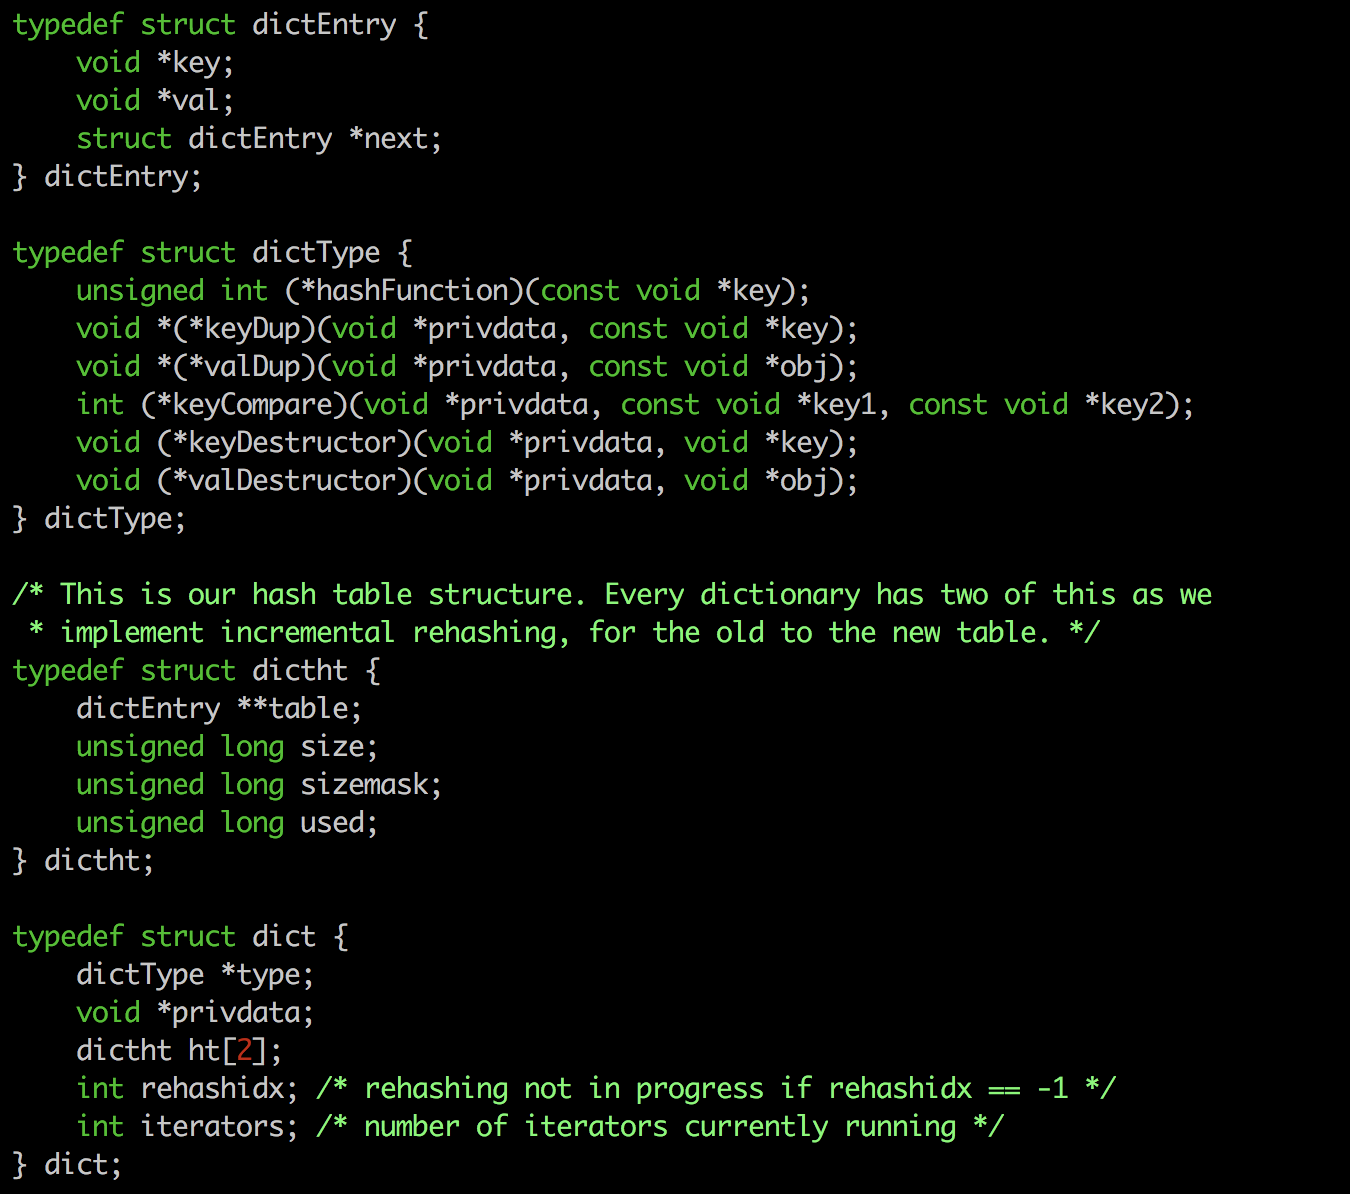 typedef struct dictEntry {
    void *key;
    void *val;
    struct dictEntry *next;
} dictEntry;

typedef struct dictType {
    unsigned int (*hashFunction)(const void *key);
    void *(*keyDup)(void *privdata, const void *key);
    void *(*valDup)(void *privdata, const void *obj);
    int (*keyCompare)(void *privdata, const void *key1, const void *key2);
    void (*keyDestructor)(void *privdata, void *key);
    void (*valDestructor)(void *privdata, void *obj);
} dictType;

/* This is our hash table structure. Every dictionary has two of this as we
 * implement incremental rehashing, for the old to the new table. */
typedef struct dictht {
    dictEntry **table;
    unsigned long size;
    unsigned long sizemask;
    unsigned long used;
} dictht;

typedef struct dict {
    dictType *type;
    void *privdata;
    dictht ht[2];
    int rehashidx; /* rehashing not in progress if rehashidx == -1 */
    int iterators; /* number of iterators currently running */
} dict;